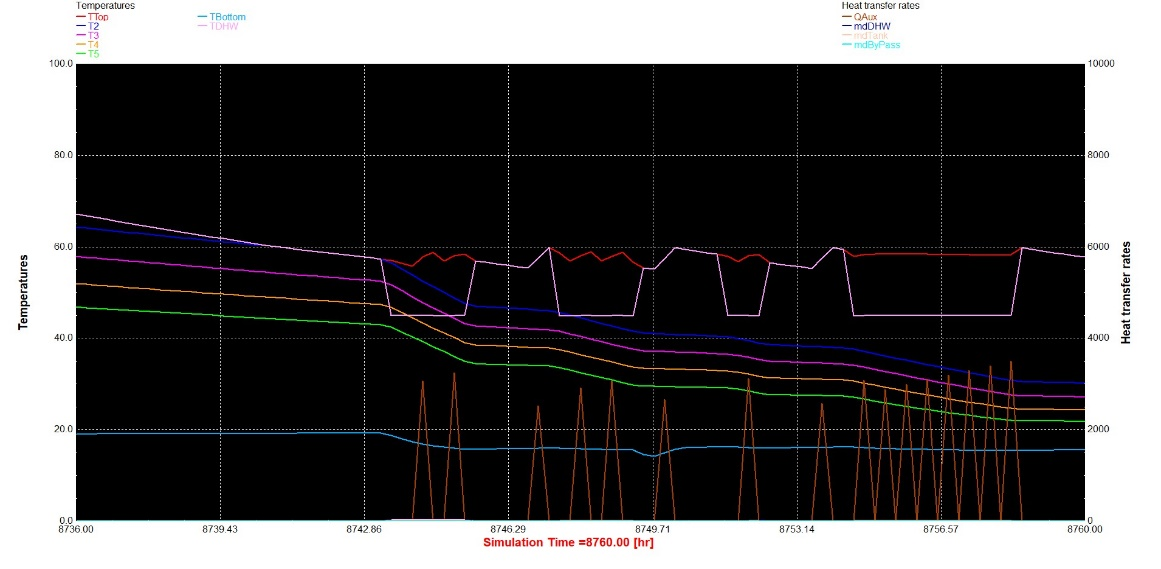 Temperatures
TTop
T2
T3
T4
T5
TBottom
TDHW
Heat transfer rates
QAux
mdDHW
mdTank
mdByPass
100.0
80.0
60.0
40.0
20.0
0.0
Temperatures
10000
8000
6000
4000
2000
0
Heat transfer rates
8736.00 8739.43 8742.86 8746.29 8749.71 8753.14 8756.57 8760.00
Simulation Time =8760.00 [hr]